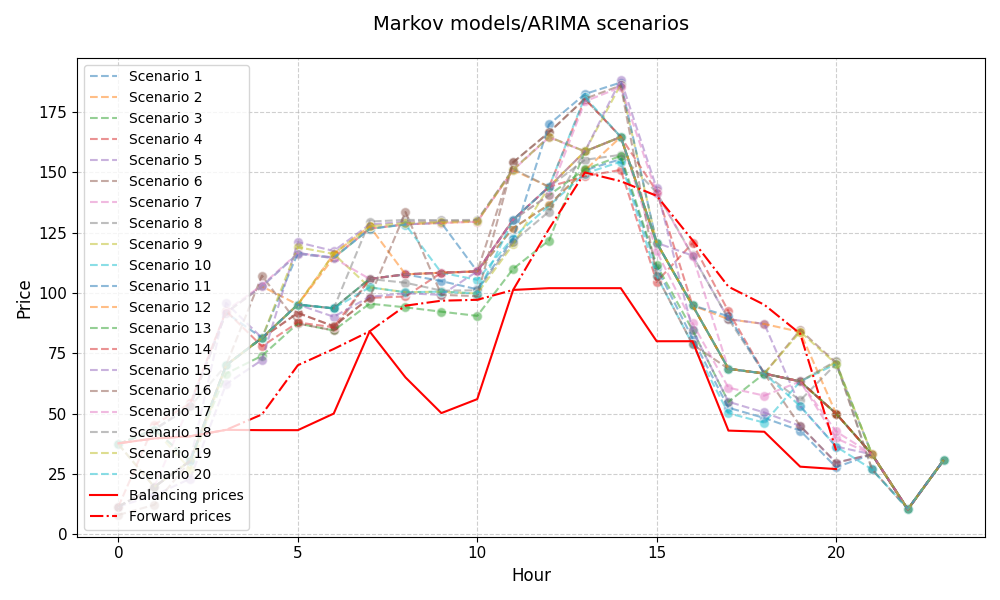 Markov models/ARIMA scenarios
Price
175
150
125
100
75
50
25
0
Scenario 1
Scenario 2
Scenario 3
Scenario 4
Scenario 5
Scenario 6
Scenario 7
Scenario 8
Scenario 9
Scenario 10
Scenario 11
Scenario 12
Scenario 13
Scenario 14
Scenario 15
Scenario 16
Scenario 17
Scenario 18
Scenario 19
Scenario 20
Balancing prices
Forward prices
0 5 10 15 20
Hour